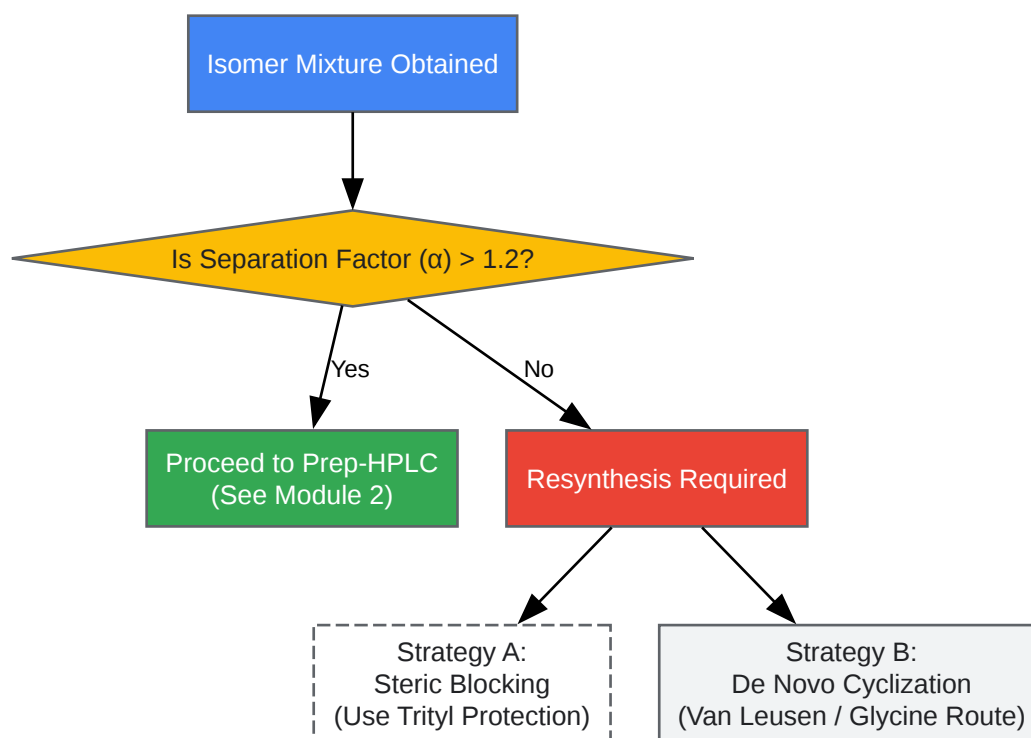 Isomer Mixture Obtained
Is Separation Factor (α) > 1.2?
Yes
No
Proceed to Prep-HPLC
(See Module 2)
Resynthesis Required
Strategy A:
Steric Blocking
(Use Trityl Protection)
Strategy B:
De Novo Cyclization
(Van Leusen / Glycine Route)